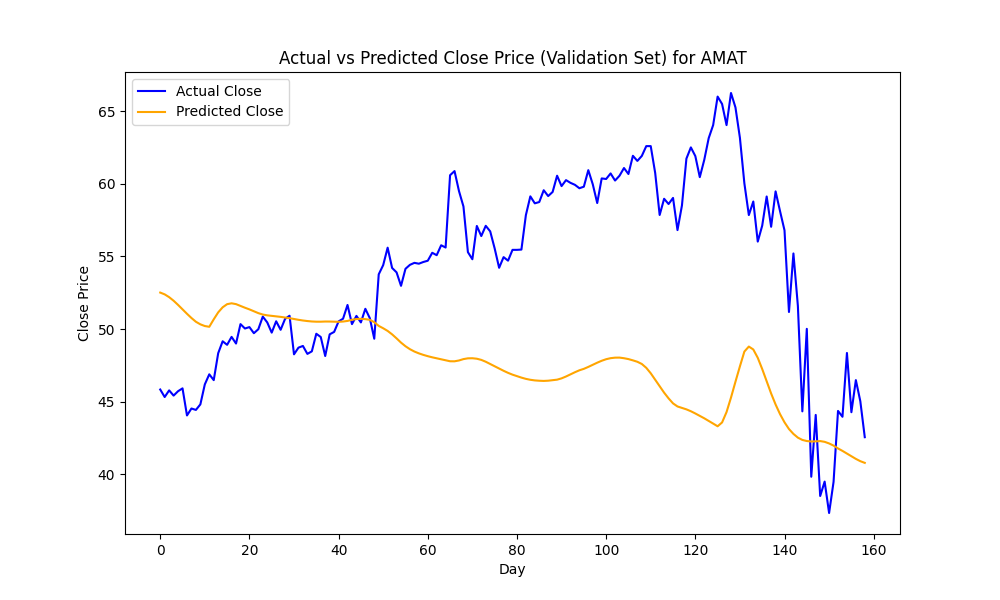 Actual vs Predicted Close Price (Validation Set) for AMAT
Actual Close
Predicted Close
Close Price
65
60
55
50
45
40
0 20 40 60 80 100 120 140 160
Day